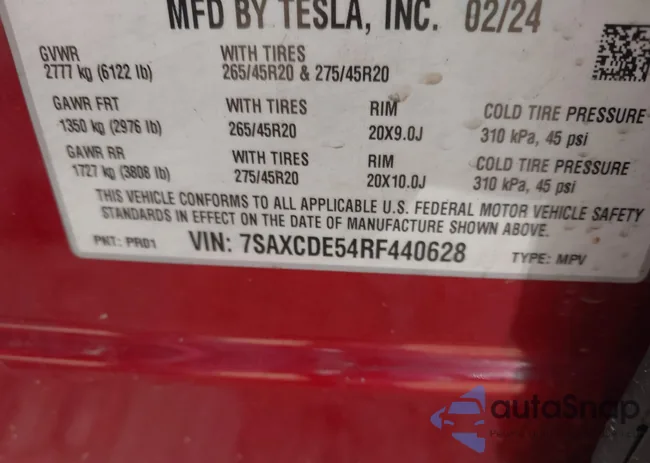 MFD BY TESLA, INC. 02/24
GVWR
2777 kg (6122 lb)
WITH TIRES
265/45R20 & 275/45R20
GAWR FRT
1350 kg (2976 lb)
WITH TIRES
265/45R20
RIM
20X9.0J
COLD TIRE PRESSURE
310 kPa, 45 psi
GAWR RR
1727 kg (3808 lb)
WITH TIRES
275/45R20
RIM
20X10.0J
COLD TIRE PRESSURE
310 kPa, 45 psi
THIS VEHICLE CONFORMS TO ALL APPLICABLE U.S. FEDERAL MOTOR VEHICLE SAFETY
STANDARDS IN EFFECT ON THE DATE OF MANUFACTURE SHOWN ABOVE.
PNT: PR01
VIN: 7SAXCDE54RF440628
TYPE: MPV
autoSnap